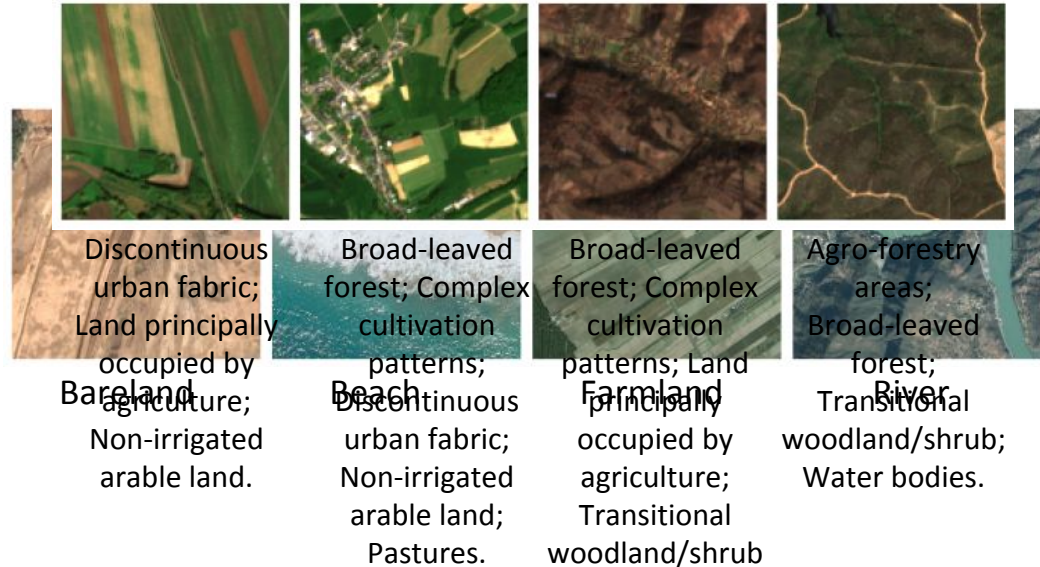 Discontinuous
urban fabric;
Land principally
occupied by
agriculture;
Non-irrigated
arable land.
Broad-leaved
forest; Complex
cultivation
patterns;
Discontinuous
urban fabric;
Non-irrigated
arable land;
Pastures.
Broad-leaved
forest; Complex
cultivation
patterns; Land
principally
occupied by
agriculture;
Transitional
woodland/shrub
Agro-forestry
areas;
Broad-leaved
forest;
Transitional
woodland/shrub;
Water bodies.
Bareland
Beach
Farmland
River